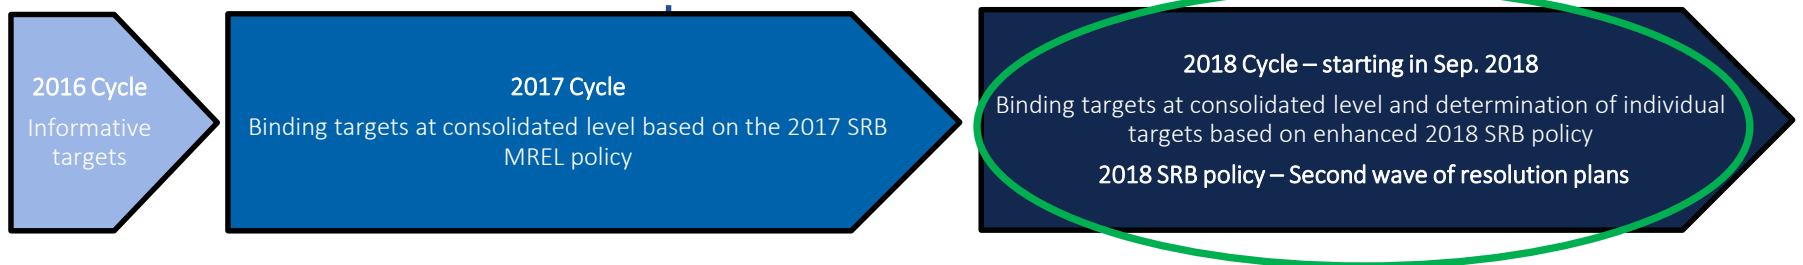 2016 Cycle
Informative
targets
2017 Cycle
Binding targets at consolidated level based on the 2017 SRB
MREL policy
2018 Cycle – starting in Sep. 2018
Binding targets at consolidated level and determination of individual
targets based on enhanced 2018 SRB policy
2018 SRB policy – Second wave of resolution plans